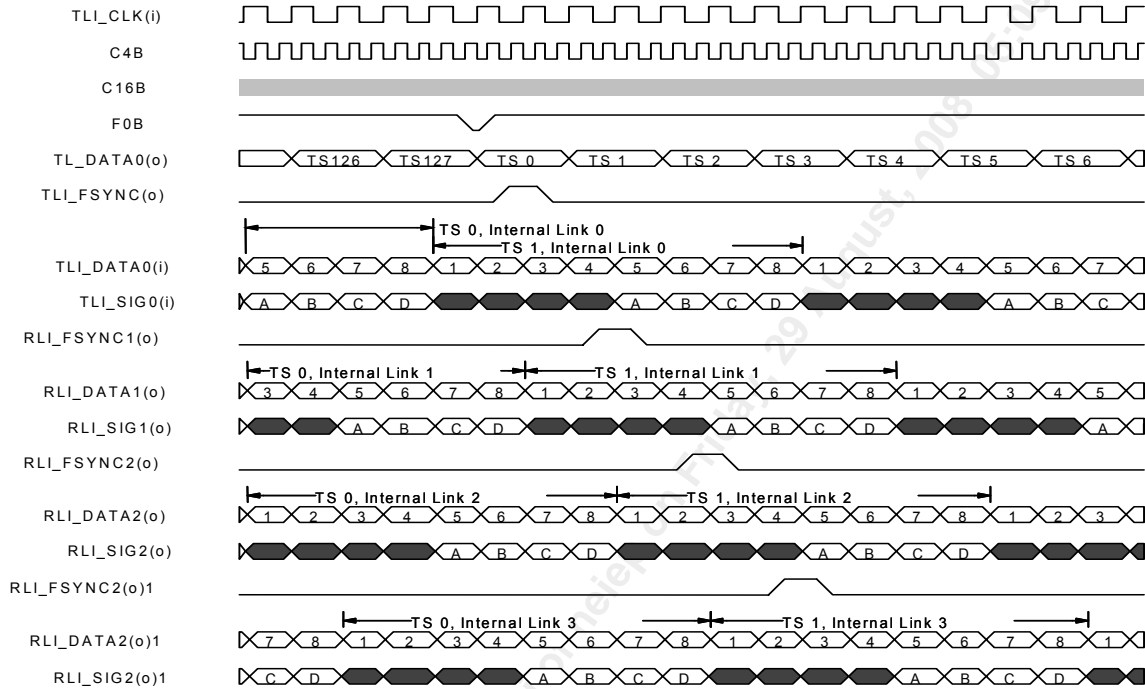 TLI_CLK(i)
C4B
C16B
F0B
TL_DATA0(o) TS126 TS127 TS 0 TS 1 TS 2 TS 3 TS 4 TS 5 TS 6
TLI_FSYNC(o)
TS 0, Internal Link 0
TS 1, Internal Link 0
TLI_DATA0(i) 5 6 7 8 1 2 3 4 5 6 7 8 1 2 3 4 5 6 7
TLI_SIG0(i) A B C D A B C D A B C
RLI_FSYNC1(o)
TS 0, Internal Link 1 TS 1, Internal Link 1
RLI_DATA1(o) 3 4 5 6 7 8 1 2 3 4 5 6 7 8 1 2 3 4 5
RLI_SIG1(o) A B C D A B C D A
RLI_FSYNC2(o)
TS 0, Internal Link 2 TS 1, Internal Link 2
RLI_DATA2(o) 1 2 3 4 5 6 7 8 1 2 3 4 5 6 7 8 1 2 3
RLI_SIG2(o) A B C D A B C D
RLI_FSYNC2(o)1
TS 0, Internal Link 3 TS 1, Internal Link 3
RLI_DATA2(o)1 7 8 1 2 3 4 5 6 7 8 1 2 3 4 5 6 7 8 1
RLI_SIG2(o)1 C D A B C D A B C D
on Friday, 29 August, 2008